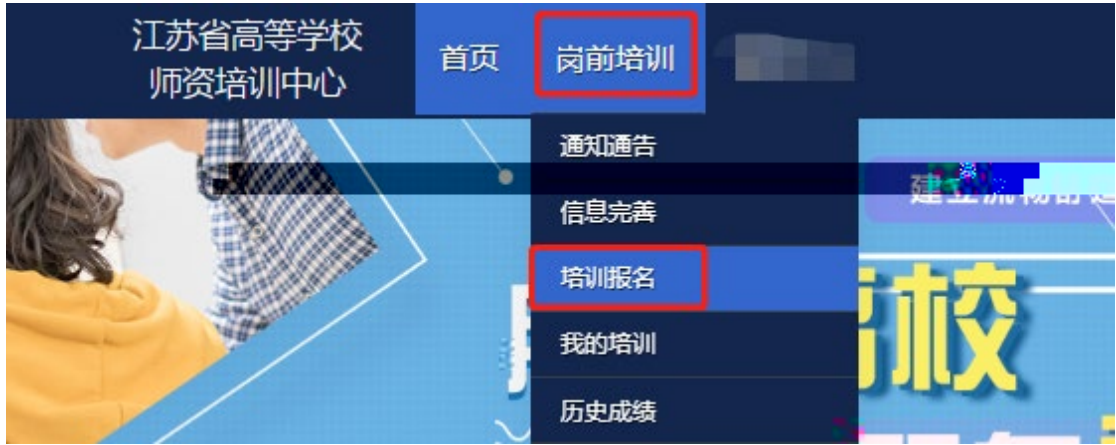 江苏省高等学校
师资培训中心
首页
岗前培训
通知通告
信息完善
培训报名
我的培训
历史成绩
高校